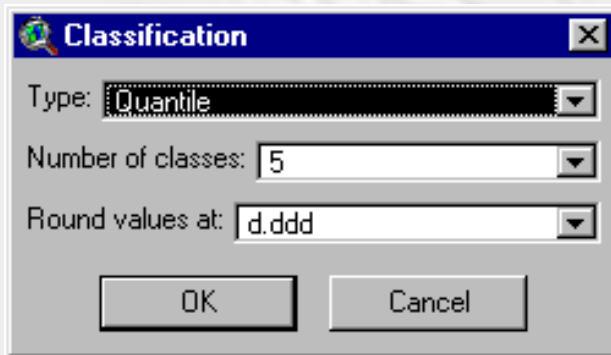 Classification
Type: Quantile
Number of classes: 5
Round values at: d.ddd
OK Cancel